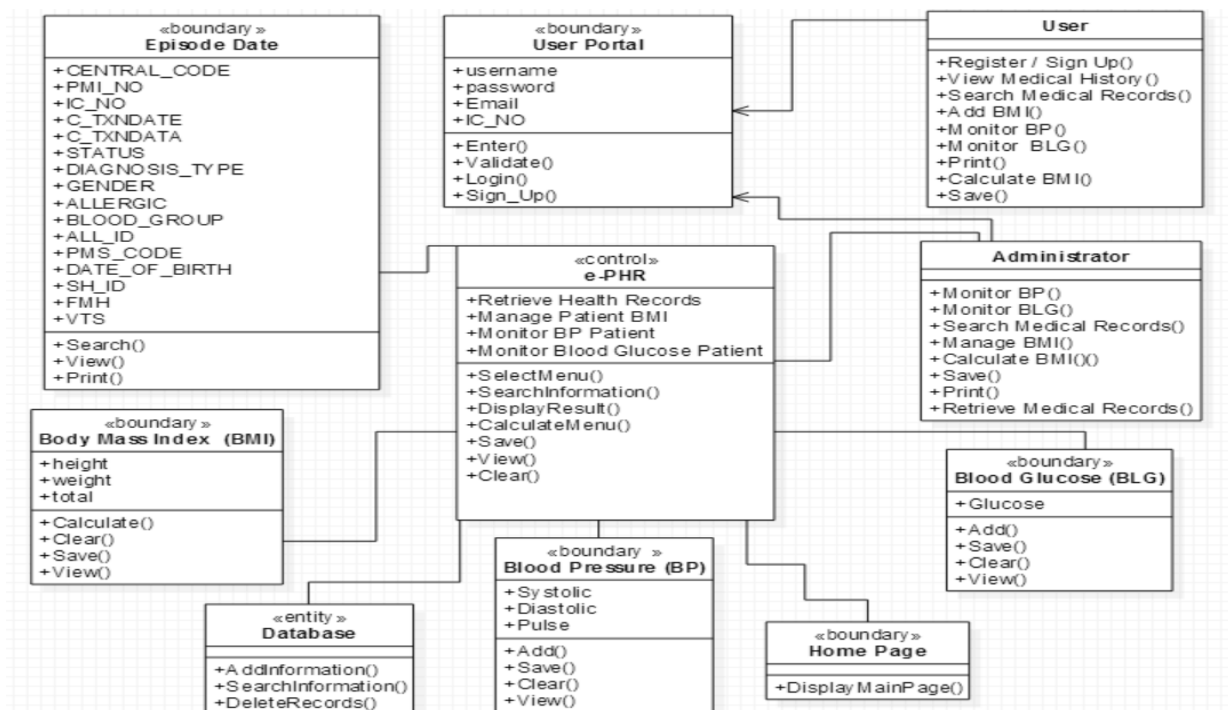 «boundary »
Episode Date
+CENTRAL_CODE
+PMI_NO
+IC_NO
+C_TXNDATE
+C_TXNDATA
+STATUS
+DIAGNOSIS_TYPE
+GENDER
+ALLERGIC
+BLOOD_GROUP
+ALL_ID
+PMS_CODE
+DATE_OF_BIRTH
+SH_ID
+FMH
+VTS
+Search()
+View()
+Print()
«boundary »
User Portal
+username
+password
+Email
+IC_NO
+Enter()
+Validate()
+Login()
+Sign_Up()
User
+Register / Sign Up()
+View Medical History()
+Search Medical Records()
+Add BMI()
+Monitor BP()
+Monitor BLG()
+Print()
+Calculate BMI()
+Save()
«control»
e-PHR
+Retrieve Health Records
+Manage Patient BMI
+Monitor BP Patient
+Monitor Blood Glucose Patient
+SelectMenu()
+SearchInformation()
+DisplayResult()
+CalculateMenu()
+Save()
+View()
+Clear()
Administrator
+Monitor BP()
+Monitor BLG()
+Search Medical Records()
+Manage BMI()
+Calculate BMI()()
+Save()
+Print()
+Retrieve Medical Records()
«boundary »
Body Mass Index (BMI)
+height
+weight
+total
+Calculate()
+Clear()
+Save()
+View()
«boundary»
Blood Glucose (BLG)
+Glucose
+Add()
+Save()
+Clear()
+View()
«entity »
Database
+AddInformation()
+SearchInformation()
+DeleteRecords()
«boundary »
Blood Pressure (BP)
+Systolic
+Diastolic
+Pulse
+Add()
+Save()
+Clear()
+View()
«boundary»
Home Page
+DisplayMainPage()